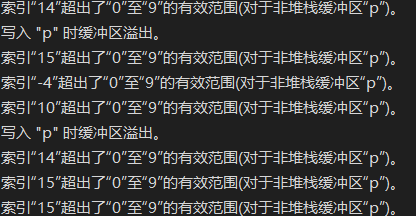 索引“14”超出了“0”至“9”的有效范围(对于非堆栈缓冲区“p”)。
写入 "p" 时缓冲区溢出。
索引“15”超出了“0”至“9”的有效范围(对于非堆栈缓冲区“p”)。
索引“-4”超出了“0”至“9”的有效范围(对于非堆栈缓冲区“p”)。
索引“10”超出了“0”至“9”的有效范围(对于非堆栈缓冲区“p”)。
写入 "p" 时缓冲区溢出。
索引“14”超出了“0”至“9”的有效范围(对于非堆栈缓冲区“p”)。
索引“15”超出了“0”至“9”的有效范围(对于非堆栈缓冲区“p”)。
索引“15”超出了“0”至“9”的有效范围(对于非堆栈缓冲区“p”)。